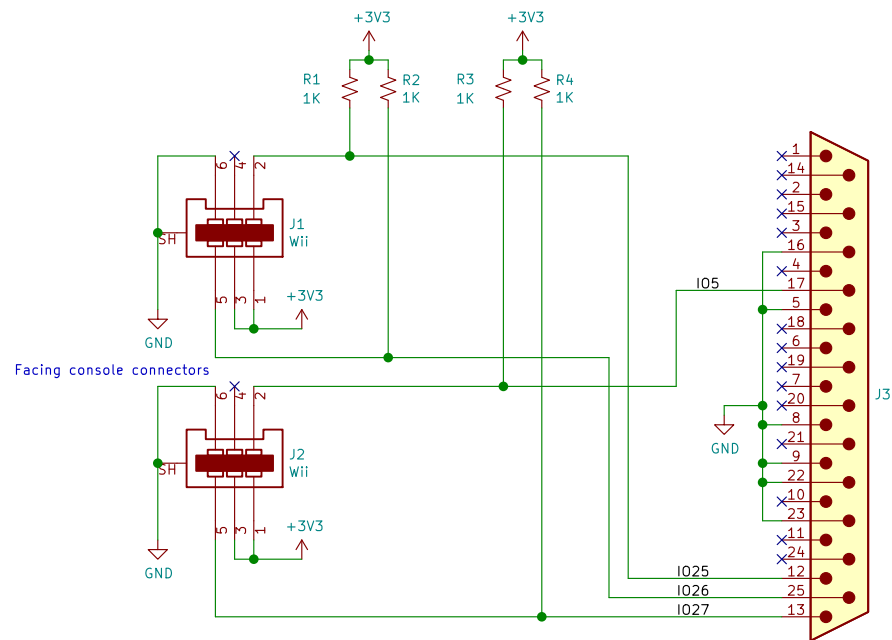 +3V3
+3V3
R1
1K
R2
1K
R3
1K
R4
1K
6
4
2
SH
J1
Wii
5
3
1
+3V3
GND
Facing console connectors
6
4
2
SH
J2
Wii
5
3
1
+3V3
GND
IO5
GND
IO25
IO26
IO27
1
14
2
15
3
16
4
17
5
18
6
19
7
20
8
21
9
22
10
23
11
24
12
25
13
J3